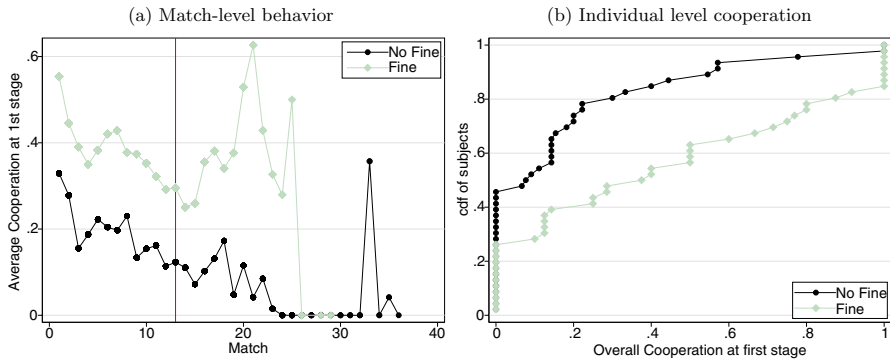 (a) Match-level behavior
Average Cooperation at 1st stage
.6
.4
.2
0
No Fine
Fine
0
10
20
30
40
Match
(b) Individual level cooperation
cdf of subjects
1
.8
.6
.4
.2
0
No Fine
Fine
0
.2
.4
.6
.8
1
Overall Cooperation at first stage